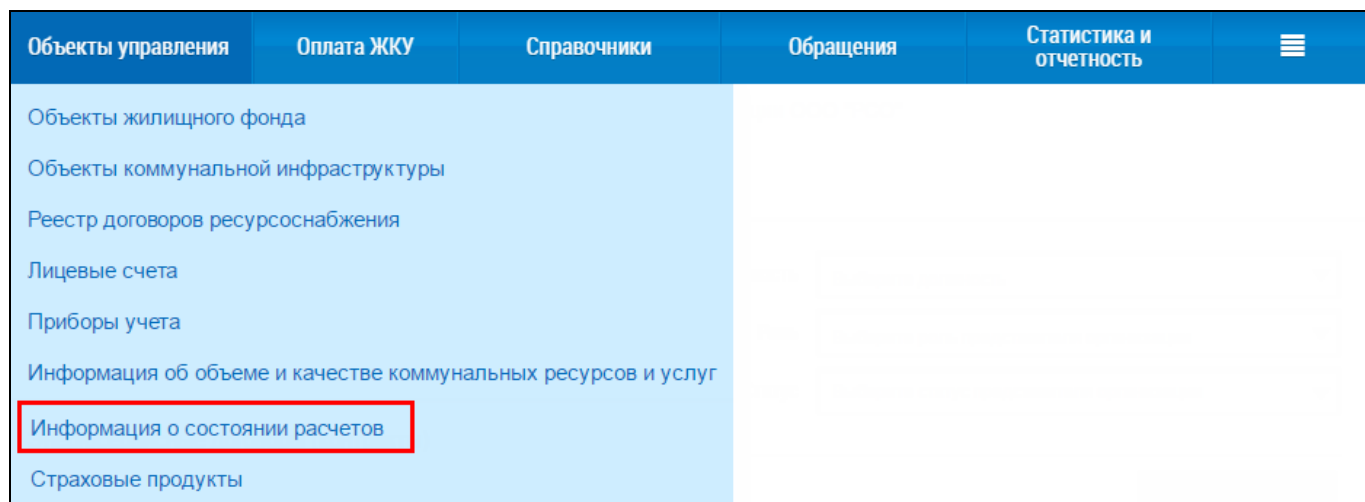 Объекты управления
Оплата ЖКУ
Справочники
Обращения
Статистика и
отчетность
Объекты жилищного фонда
Объекты коммунальной инфраструктуры
Реестр договоров ресурсоснабжения
Лицевые счета
Приборы учета
Информация об объеме и качестве коммунальных ресурсов и услуг
Информация о состоянии расчетов
Страховые продукты